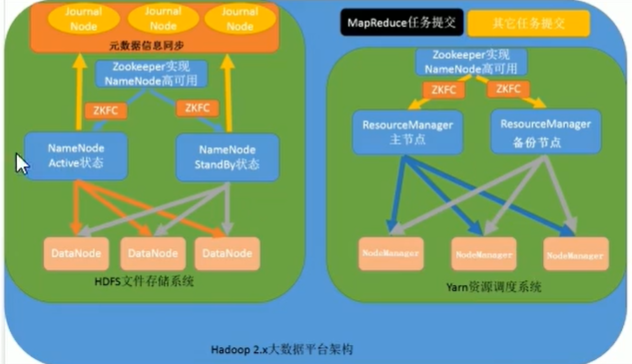 Journal
Node
Journal
Node
Journal
Node
元数据信息同步
Zookeeper实现
NameNode高可用
ZKFC
ZKFC
NameNode
Active状态
NameNode
StandBy状态
DataNode
DataNode
DataNode
HDFS文件存储系统
MapReduce任务提交
其它任务提交
Zookeeper实现
NameNode高可用
ZKFC
ZKFC
ResourceManager
主节点
ResourceManager
备份节点
NodeManager
NodeManager
NodeManager
Yarn资源调度系统
Hadoop 2.x大数据平台架构